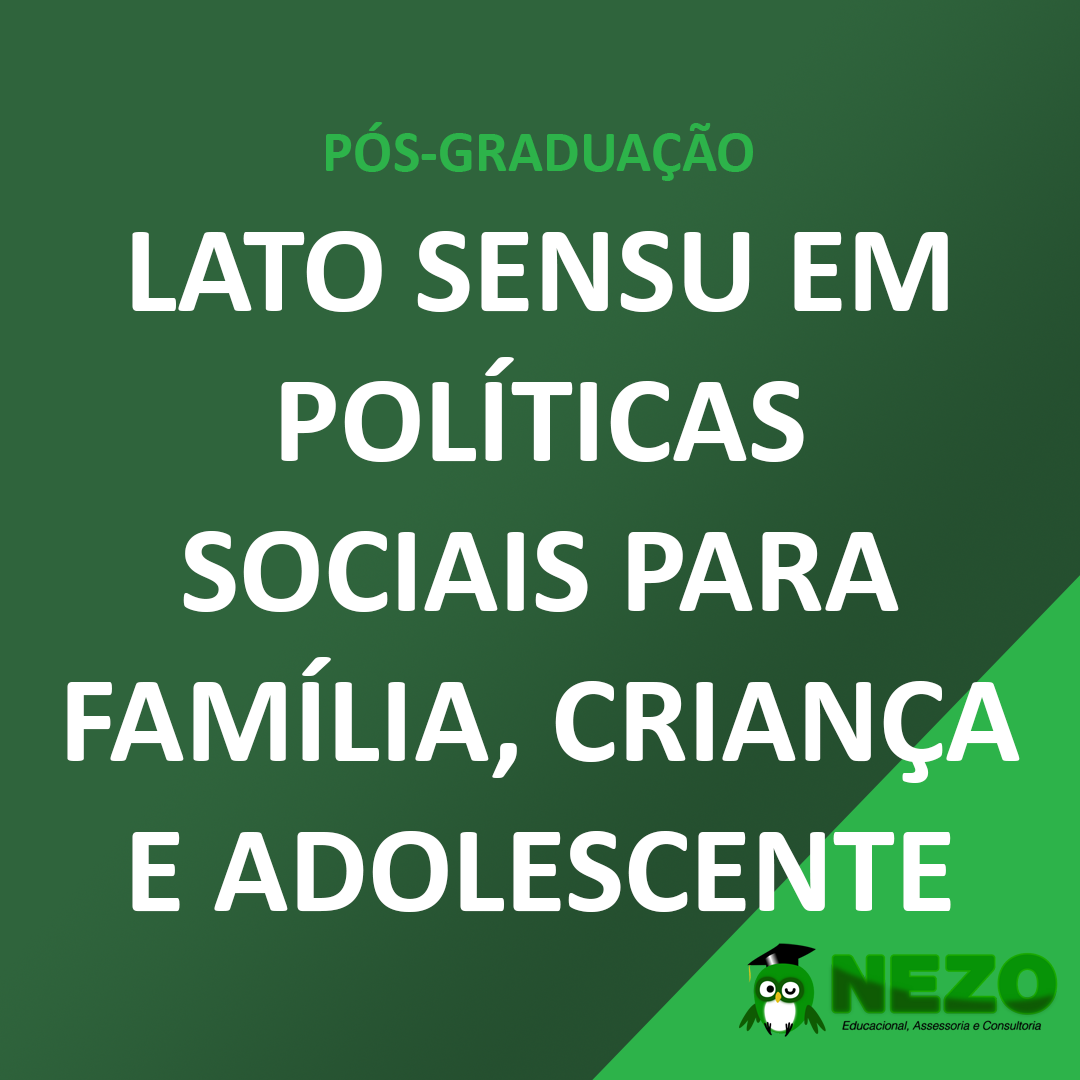 PÓS-GRADUAÇÃO
LATO SENSU EM
POLÍTICAS
SOCIAIS PARA
FAMÍLIA, CRIANÇA
E ADOLESCENTE
NEZO
Educacional, Assessoria e Consultoria